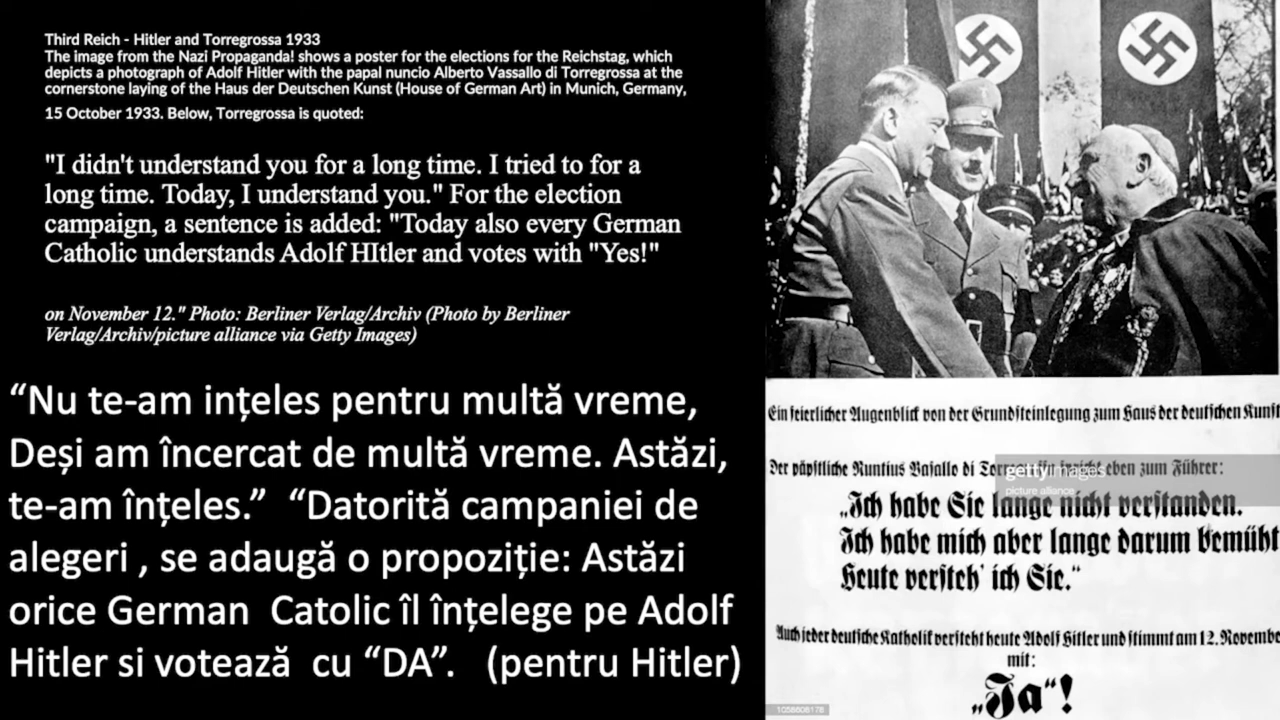 Third Reich - Hitler and Torregrossa 1933
The image from the Nazi Propaganda! shows a poster for the elections for the Reichstag, which
depicts a photograph of Adolf Hitler with the papal nuncio Alberto Vassallo di Torregrossa at the
cornerstone laying of the Haus der Deutschen Kunst (House of German Art) in Munich, Germany,
15 October 1933. Below, Torregrossa is quoted:
"I didn't understand you for a long time. I tried to for a
long time. Today, I understand you." For the election
campaign, a sentence is added: "Today also every German
Catholic understands Adolf HItler and votes with "Yes!"
on November 12." Photo: Berliner Verlag/Archiv (Photo by Berliner
Verlag/Archiv/picture alliance via Getty Images)
“Nu te-am ințeles pentru multă vreme,
Deși am încercat de multă vreme. Astăzi,
te-am înțeles.”  “Datorită campaniei de
alegeri , se adaugă o propoziție: Astăzi
orice German  Catolic îl înțelege pe Adolf
Hitler si votează  cu “DA”.   (pentru Hitler)
Ein feierlicher Augenblick von der Grundsteinlegung zum Haus der deutschen Kunst
Der päpstliche Nuntius Vasallo di eben zum Führer:
gettyimages
picture alliance
„Ich habe Sie lange nicht verstanden.
Ich habe mich aber lange darum bemüht
Heute versteh' ich Sie.“
Auch jeder deutsche Katholik versteht heute Adolf Hitler und stimmt am 12. Novembe
mit:
„Ja“!
1058808178